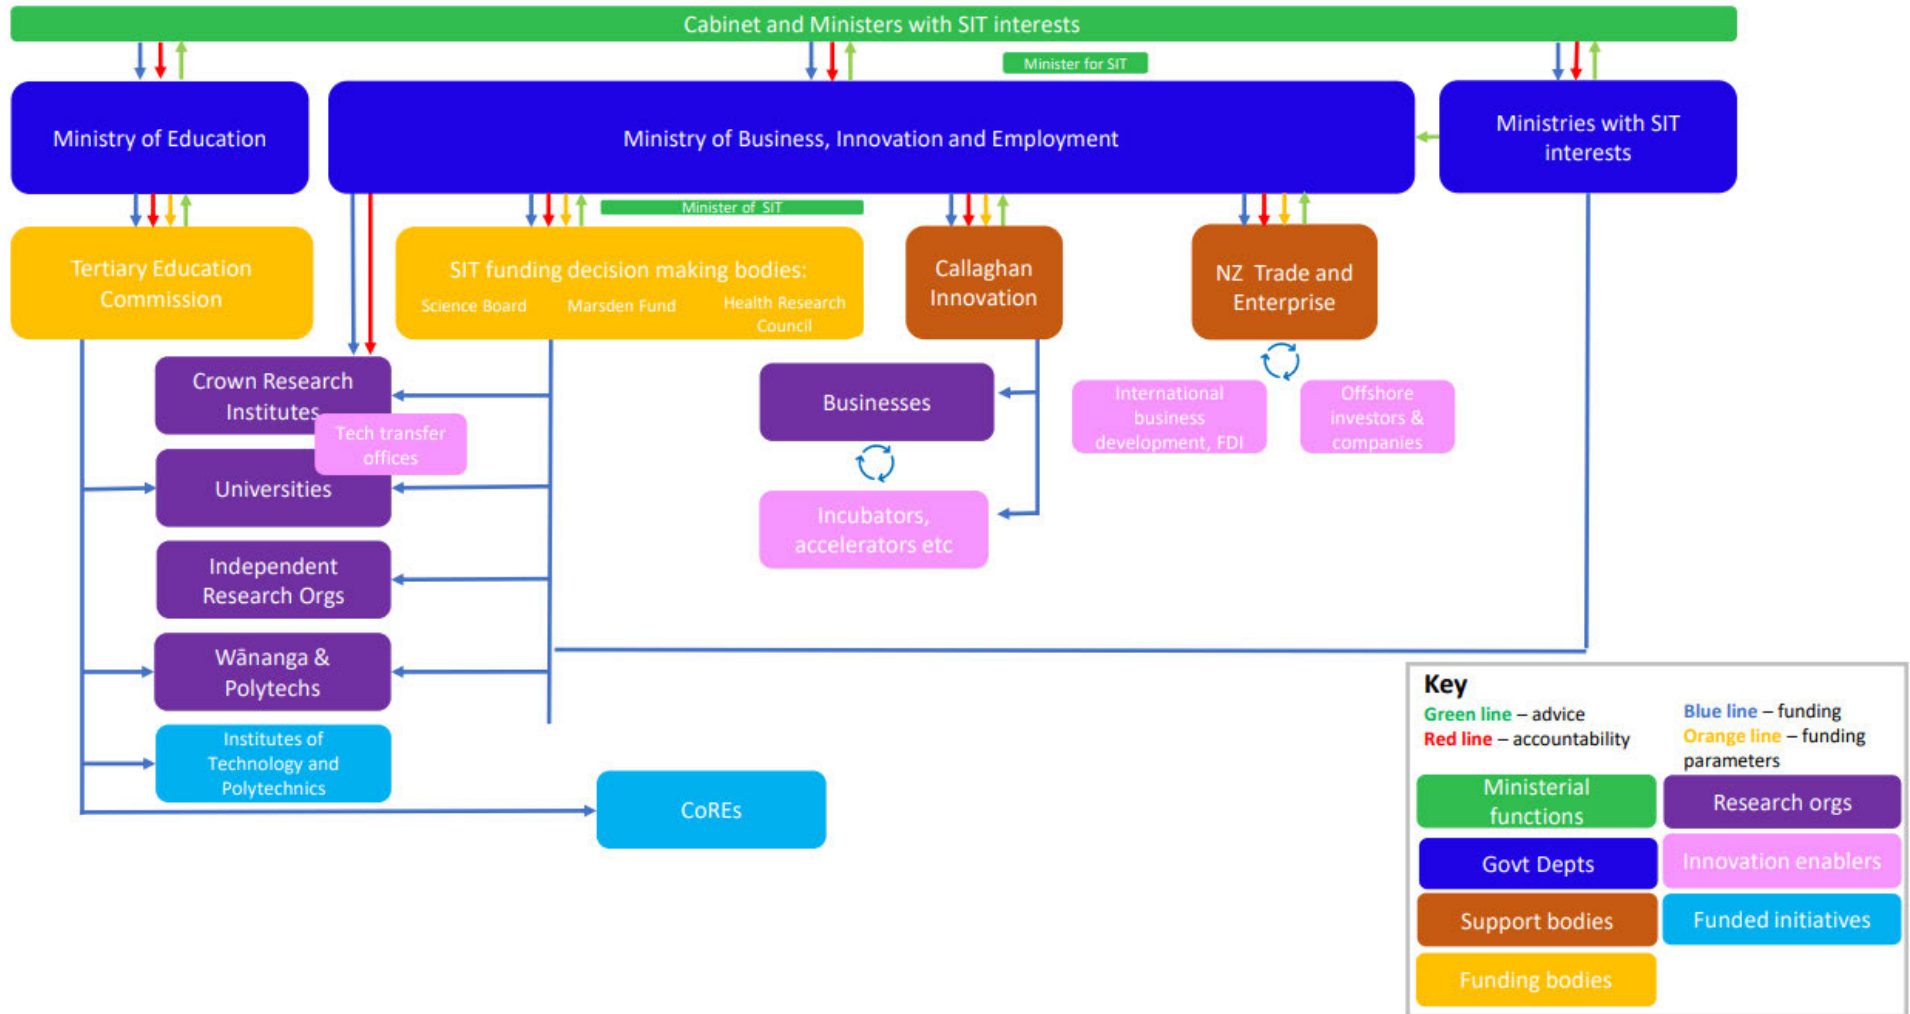 Cabinet and Ministers with SIT interests
Minister for SIT
Ministry of Education
Ministry of Business, Innovation and Employment
Ministries with SIT
interests
Minister of SIT
Tertiary Education
Commission
SIT funding decision making bodies:
Science Board
Marsden Fund
Health Research
Council
Callaghan
Innovation
NZ Trade and
Enterprise
Crown Research
Institutes
Tech transfer
offices
Universities
Independent
Research Orgs
Wānanga &
Polytechs
Institutes of
Technology and
Polytechnics
CoREs
Businesses
Incubators,
accelerators etc
International
business
development, FDI
Offshore
investors &
companies
Key
Green line – advice
Red line – accountability
Blue line – funding
Orange line – funding
parameters
Ministerial
functions
Research orgs
Govt Depts
Innovation enablers
Support bodies
Funded initiatives
Funding bodies